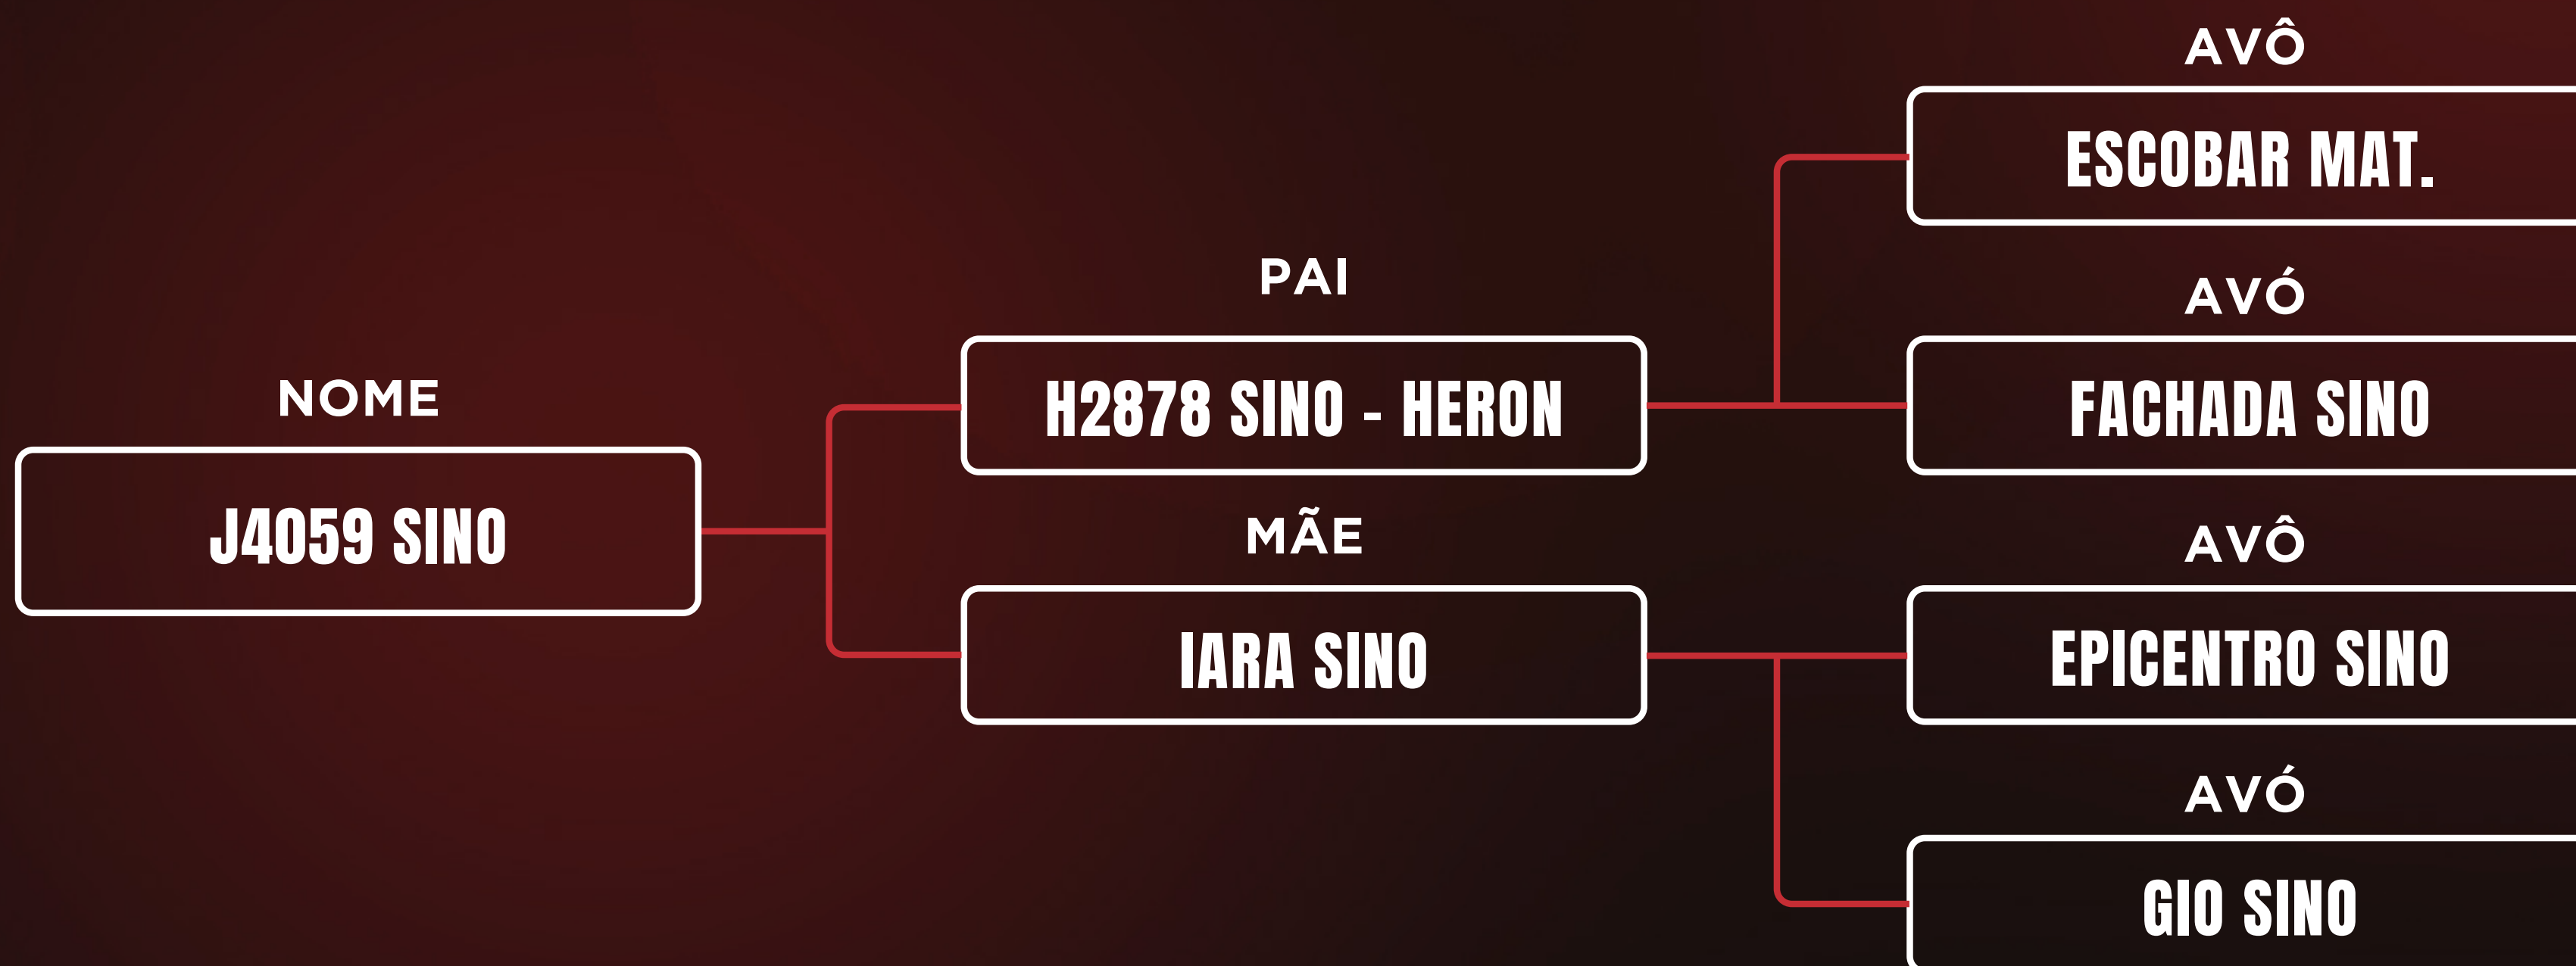 NOME
J4059 SINO
PAI
H2878 SINO - HERON
MÃE
IARA SINO
AVÔ
ESCOBAR MAT.
AVÓ
FACHADA SINO
AVÔ
EPICENTRO SINO
AVÓ
GIO SINO